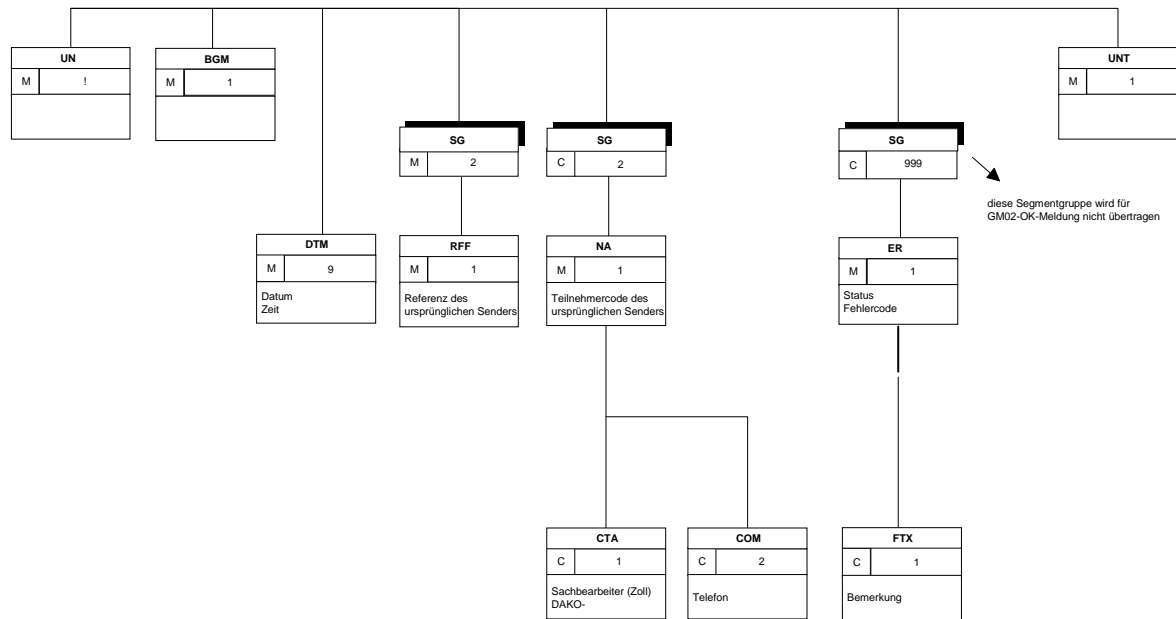 UN
M !
BGM
M 1
UNT
M 1
SG
M 2
SG
C 2
SG
C 999
diese Segmentgruppe wird für
GM02-OK-Meldung nicht übertragen
DTM
M 9
Datum
Zeit
RFF
M 1
Referenz des
ursprünglichen Senders
NA
M 1
Teilnehmercode des
ursprünglichen Senders
ER
M 1
Status
Fehlercode
CTA
C 1
Sachbearbeiter (Zoll)
DAKO-
COM
C 2
Telefon
FTX
C 1
Bemerkung